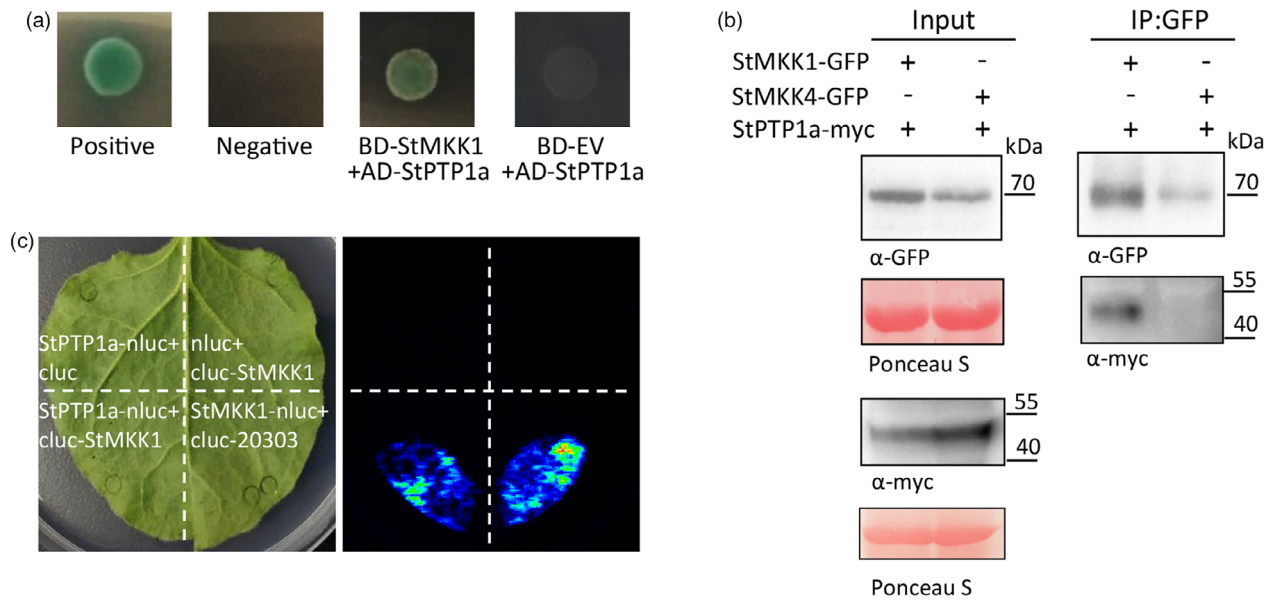 (a)
Positive
Negative
BD-StMKK1
+AD-StPTP1a
BD-EV
+AD-StPTP1a
(b)
Input
IP:GFP
StMKK1-GFP + - + -
StMKK4-GFP - + - +
StPTP1a-myc + + + +
kDa
kDa
70
70
α-GFP
α-GFP
Ponceau S
55
40
α-myc
55
40
α-myc
Ponceau S
(c)
StPTP1a-nluc+
cluc
nluc+
cluc-StMKK1
StPTP1a-nluc+
cluc-StMKK1
StMKK1-nluc+
cluc-20303